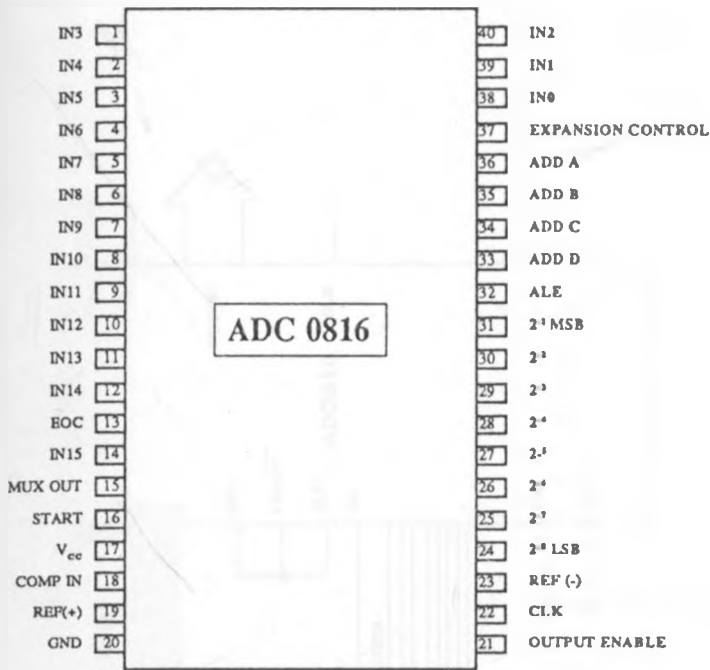 IN3 1 40 IN2
IN4 2 39 IN1
IN5 3 38 IN0
IN6 4 37 EXPANSION CONTROL
IN7 5 36 ADD A
IN8 6 35 ADD B
IN9 7 34 ADD C
IN10 8 33 ADD D
IN11 9 32 ALE
IN12 10 ADC 0816 31 2⁻¹ MSB
IN13 11 30 2⁻²
IN14 12 29 2⁻³
EOC 13 28 2⁻⁴
IN15 14 27 2⁻⁵
MUX OUT 15 26 2⁻⁶
START 16 25 2⁻⁷
Vcc 17 24 2⁻⁸ LSB
COMP IN 18 23 REF (-)
REF(+) 19 22 CLK
GND 20 21 OUTPUT ENABLE